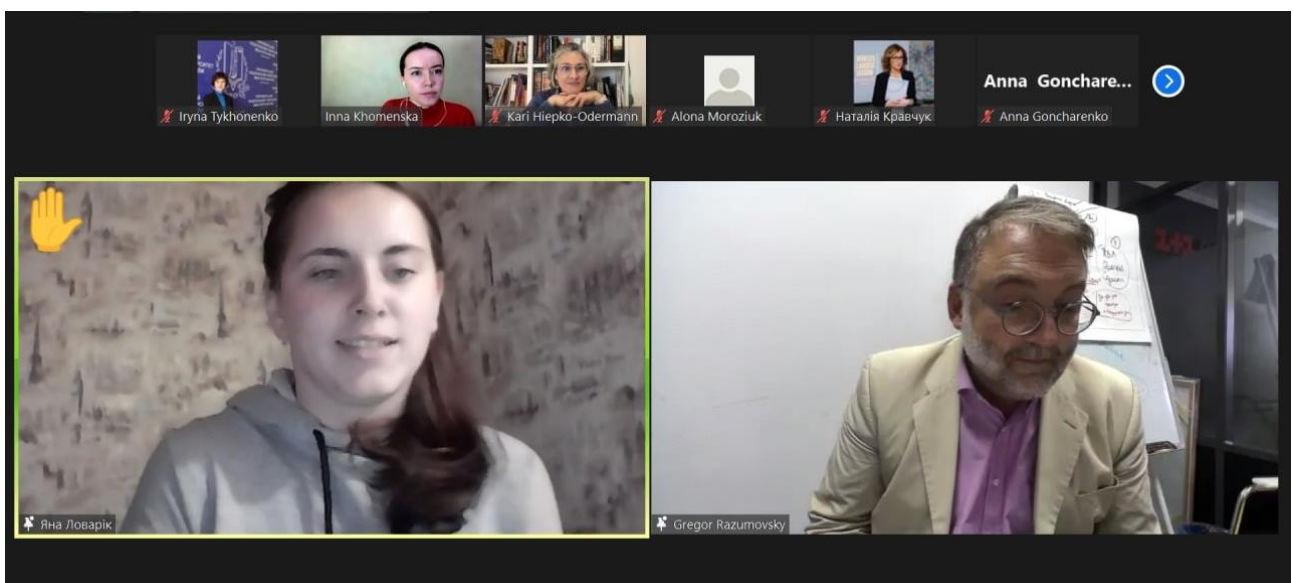 Iryna Tykhonenko
Inna Khomenska
Kari Hiepko-Odermann
Alona Moroziuk
Наталія Кравчук
Anna Gonchare...
Anna Goncharenko
Яна Ловарік
Gregor Razumovsky